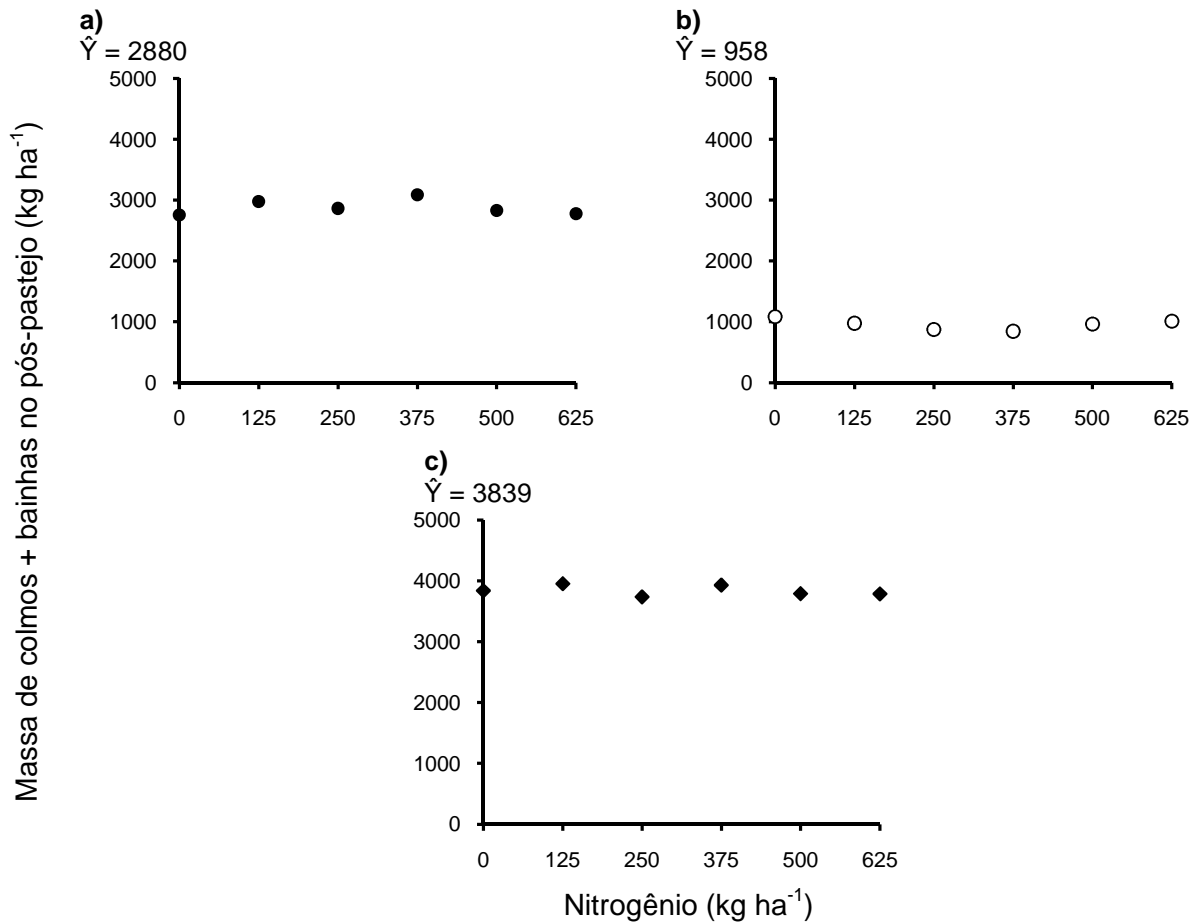 a)
Ŷ = 2880
5000
4000
3000
2000
1000
0
0 125 250 375 500 625
b)
Ŷ = 958
5000
4000
3000
2000
1000
0
0 125 250 375 500 625
c)
Ŷ = 3839
5000
4000
3000
2000
1000
0
0 125 250 375 500 625
Massa de colmos + bainhas no pós-pastejo (kg ha⁻¹)
Nitrogênio (kg ha⁻¹)